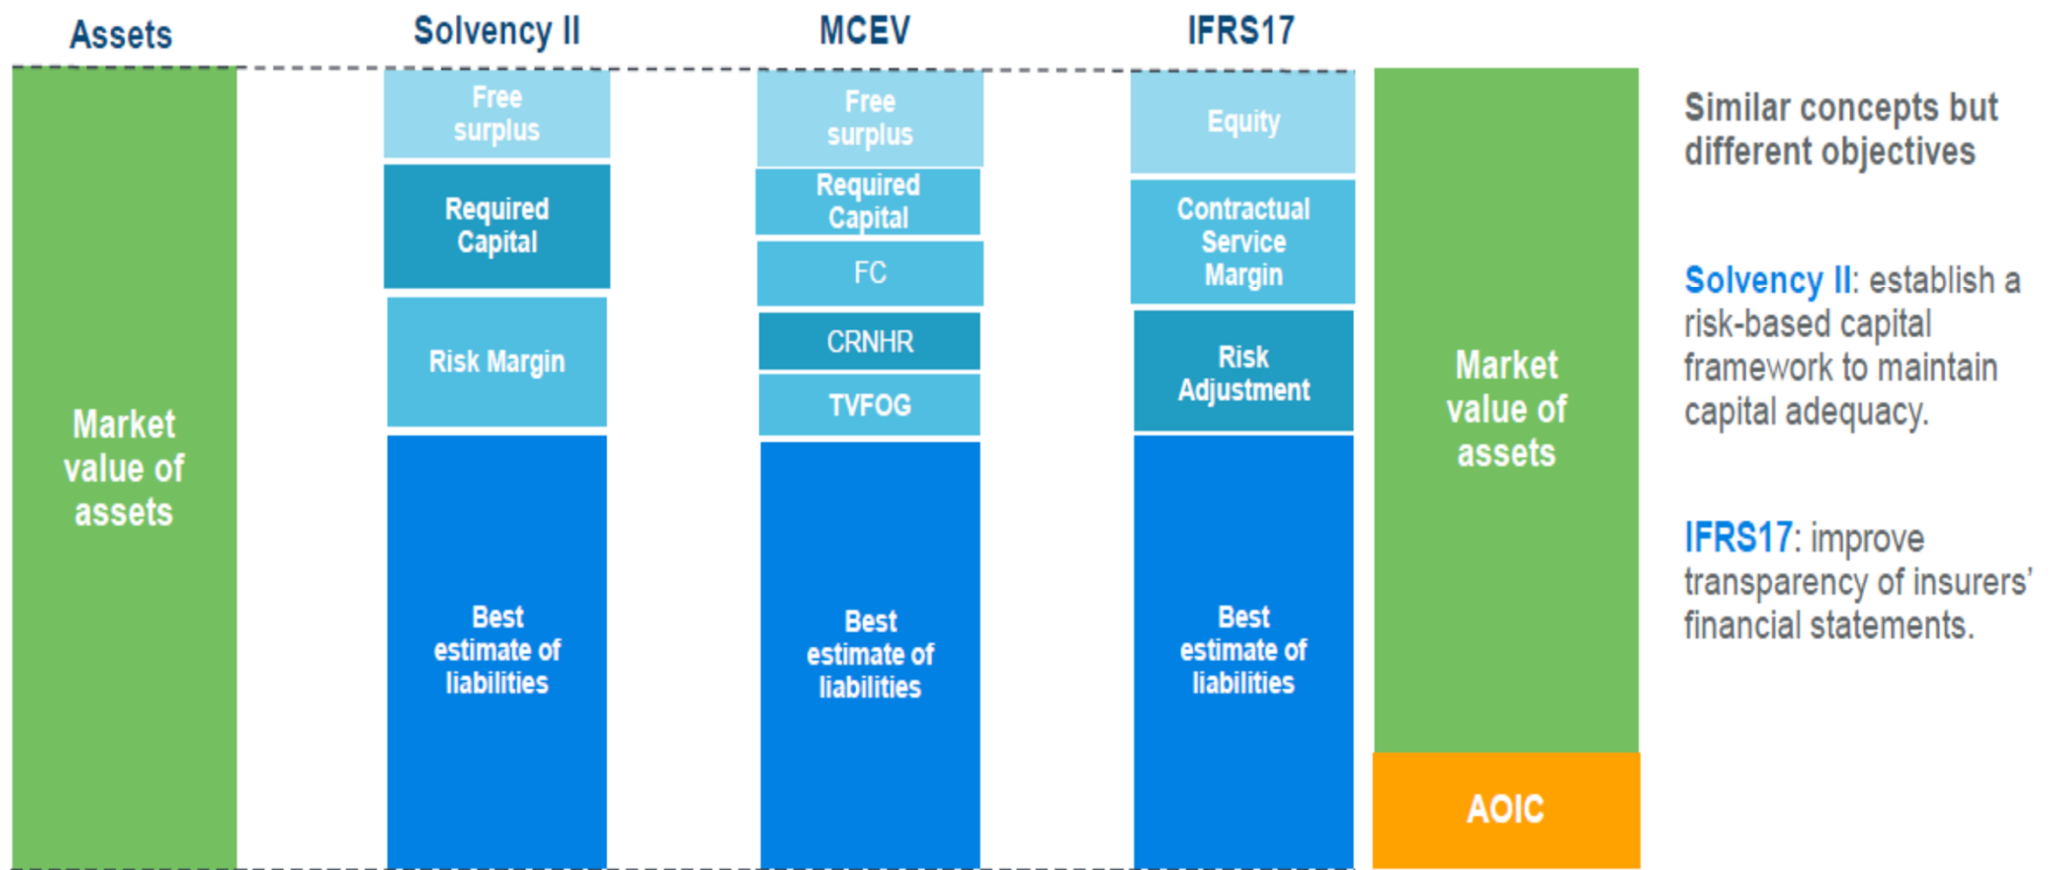 Assets
Solvency II
MCEV
IFRS17
Market
value of
assets
Free
surplus
Required
Capital
Risk Margin
Best
estimate of
liabilities
Free
surplus
Required
Capital
FC
CRNHR
TVFOG
Best
estimate of
liabilities
Equity
Contractual
Service
Margin
Risk
Adjustment
Best
estimate of
liabilities
Market
value of
assets
AOIC
Similar concepts but
different objectives
Solvency II: establish a
risk-based capital
framework to maintain
capital adequacy.
IFRS17: improve
transparency of insurers’
financial statements.